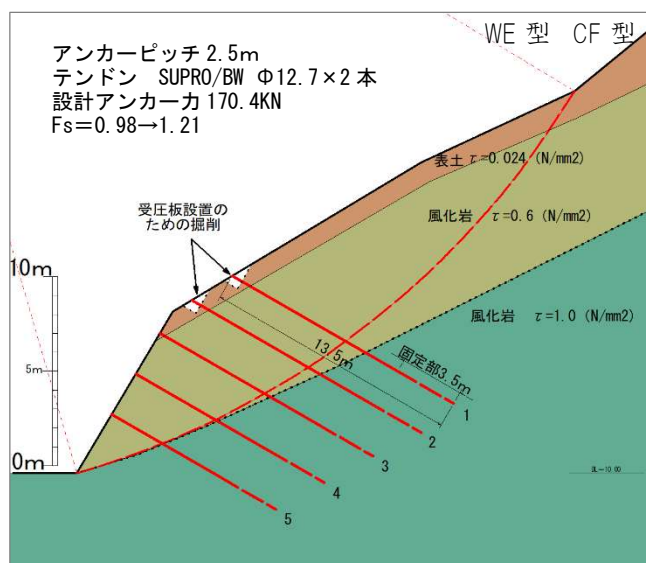 WE 型 CF 型
アンカーピッチ 2.5m
テンドン SUPRO/BW Φ12.7×2 本
設計アンカー力 170.4KN
Fs＝0.98→1.21
表土 τ=0.024 (N/mm2)
受圧板設置の
ための掘削
風化岩 τ=0.6 (N/mm2)
10m
風化岩 τ=1.0 (N/mm2)
13.5m
固定部3.5m
5m
1
2
3
0m
4
5
DL=-10.00